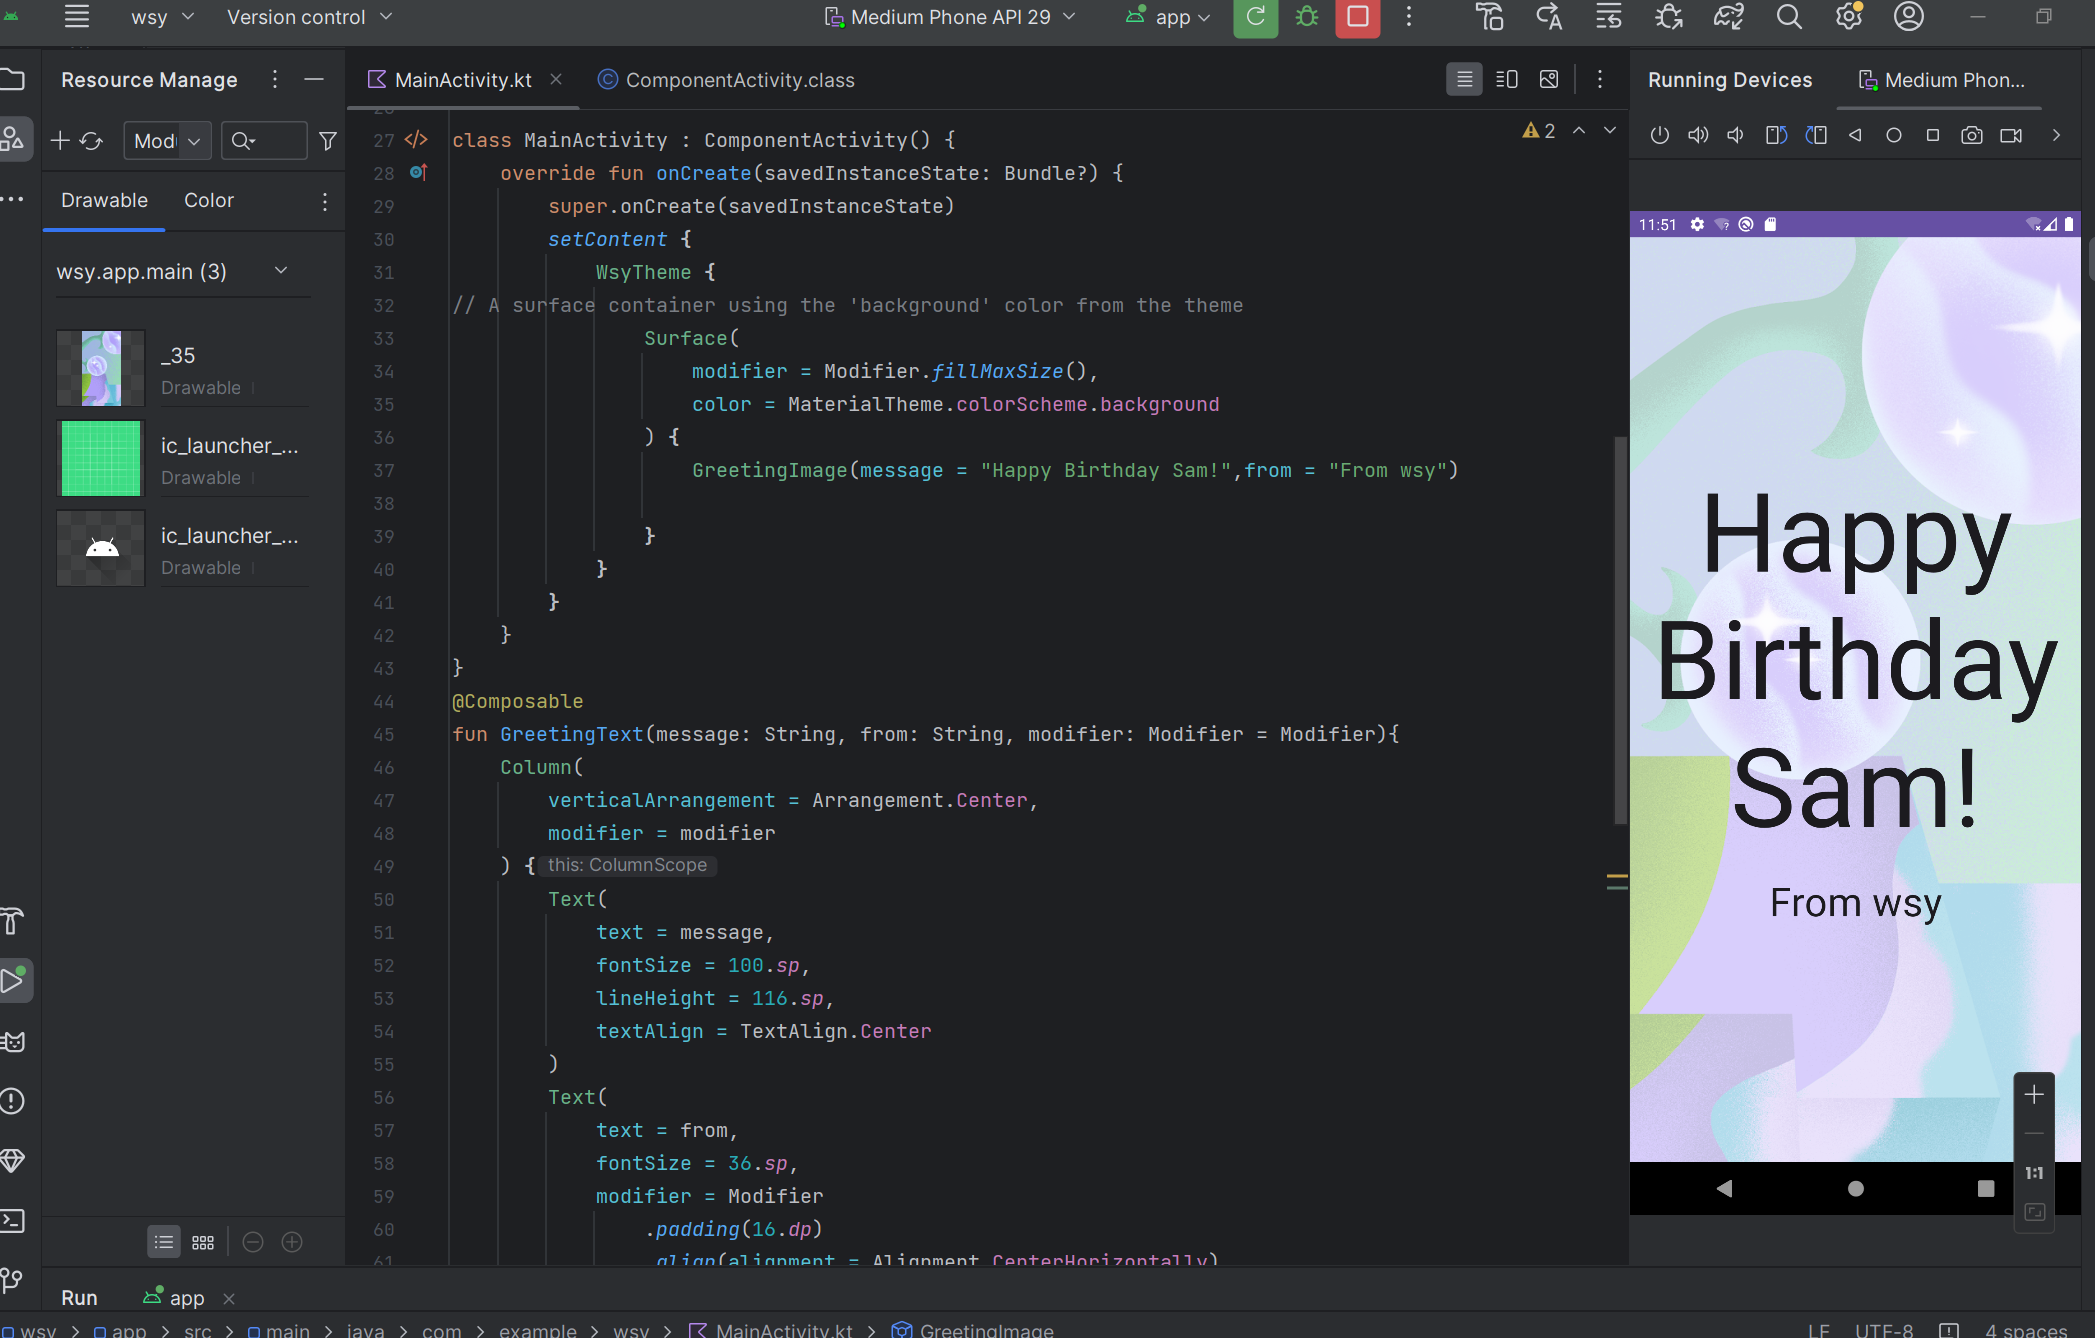 wsy
Version control
Medium Phone API 29
app
Resource Manage
MainActivity.kt
ComponentActivity.class
Running Devices
Medium Phon...
Mod
2
Drawable
Color
wsy.app.main (3)
_35
Drawable
ic_launcher_...
Drawable
ic_launcher_...
Drawable
27 class MainActivity : ComponentActivity() {
28 override fun onCreate(savedInstanceState: Bundle?) {
29 super.onCreate(savedInstanceState)
30 setContent {
31 WsyTheme {
32 // A surface container using the 'background' color from the theme
33 Surface(
34 modifier = Modifier.fillMaxSize(),
35 color = MaterialTheme.colorScheme.background
36 ) {
37 GreetingImage(message = "Happy Birthday Sam!",from = "From wsy")
38
39 }
40 }
41 }
42 }
43 }
44 @Composable
45 fun GreetingText(message: String, from: String, modifier: Modifier = Modifier){
46 Column(
47 verticalArrangement = Arrangement.Center,
48 modifier = modifier
49 ) { this: ColumnScope
50 Text(
51 text = message,
52 fontSize = 100.sp,
53 lineHeight = 116.sp,
54 textAlign = TextAlign.Center
55 )
56 Text(
57 text = from,
58 fontSize = 36.sp,
59 modifier = Modifier
60 .padding(16.dp)
61 .align(alignment = Alignment.CenterHorizontally)
11:51
Happy
Birthday
Sam!
From wsy
1:1
Run
app
wsy > app > src > main > java > com > example > wsy > MainActivity.kt > GreetingImage
LF UTF-8 4 spaces